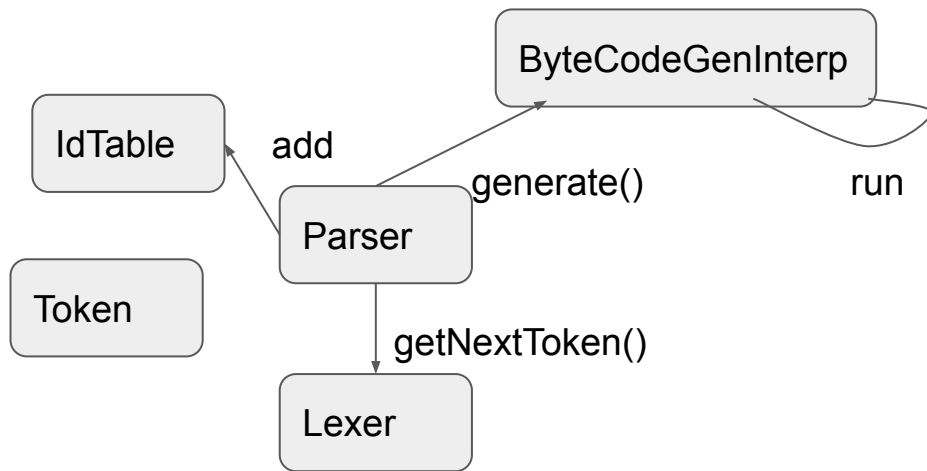 ByteCodeGenInterp
IdTable
add
generate()
run
Parser
Token
getNextToken()
Lexer